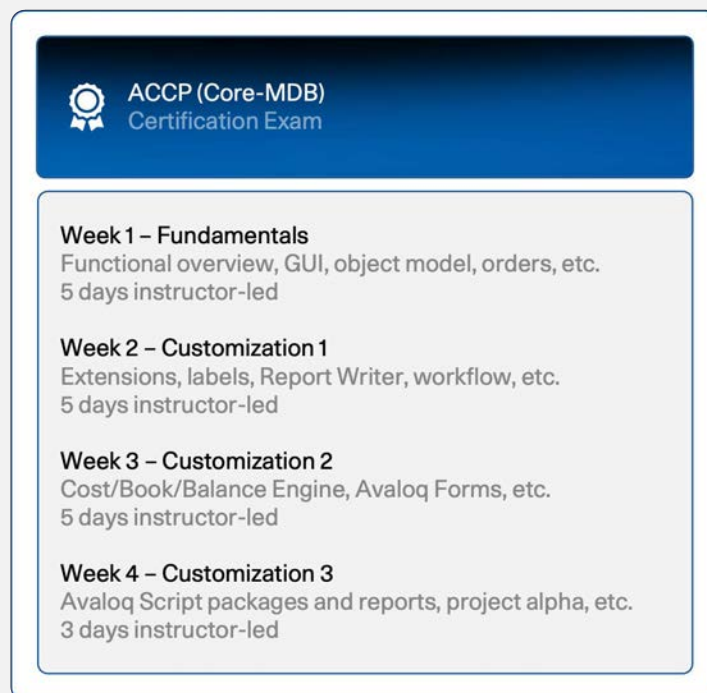 ACCP (Core-MDB)
Certification Exam
Week 1 – Fundamentals
Functional overview, GUI, object model, orders, etc.
5 days instructor-led
Week 2 – Customization 1
Extensions, labels, Report Writer, workflow, etc.
5 days instructor-led
Week 3 – Customization 2
Cost/Book/Balance Engine, Avaloq Forms, etc.
5 days instructor-led
Week 4 – Customization 3
Avaloq Script packages and reports, project alpha, etc.
3 days instructor-led